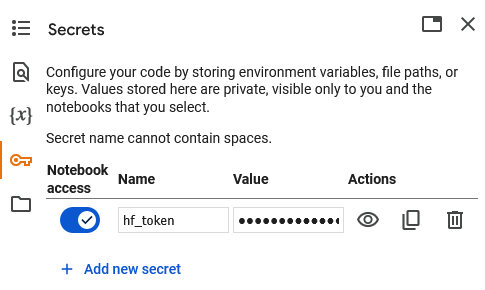 Secrets
Configure your code by storing environment variables, file paths, or
keys. Values stored here are private, visible only to you and the
notebooks that you select.
Secret name cannot contain spaces.
Notebook access Name Value Actions
hf_token ••••••••••••••
+ Add new secret
{x}